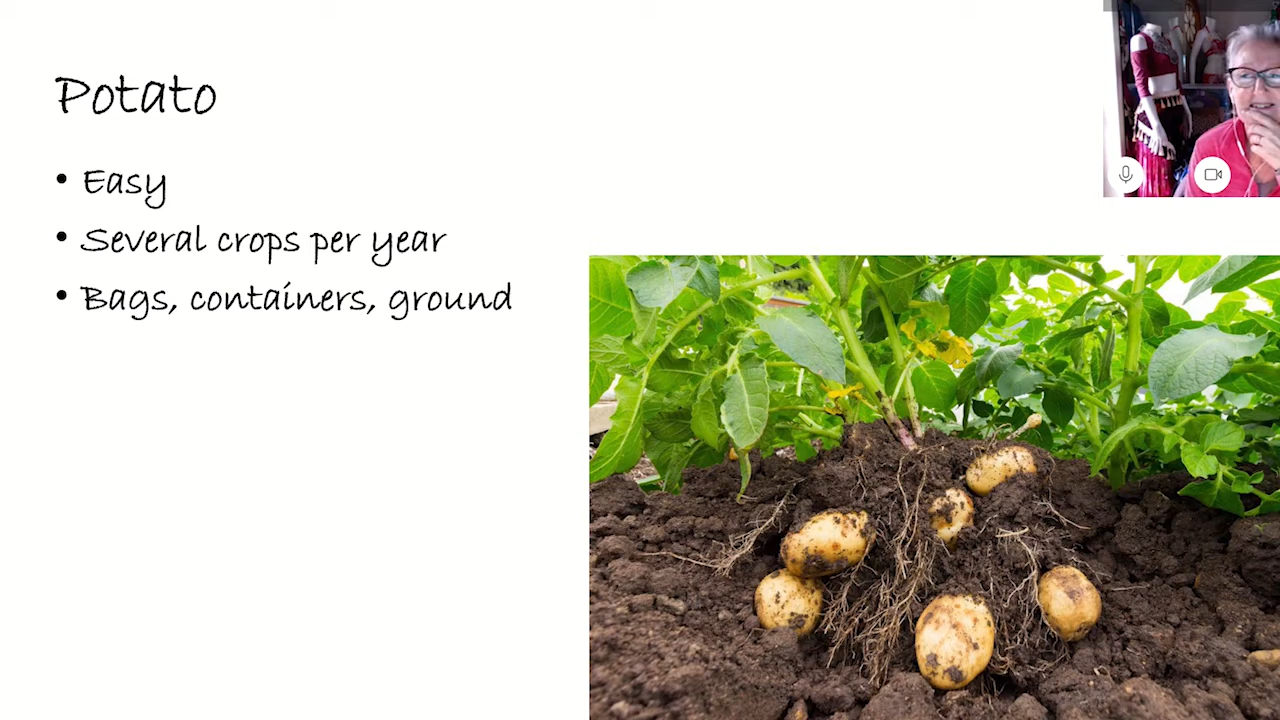 Potato
• Easy
• Several crops per year
• Bags, containers, ground